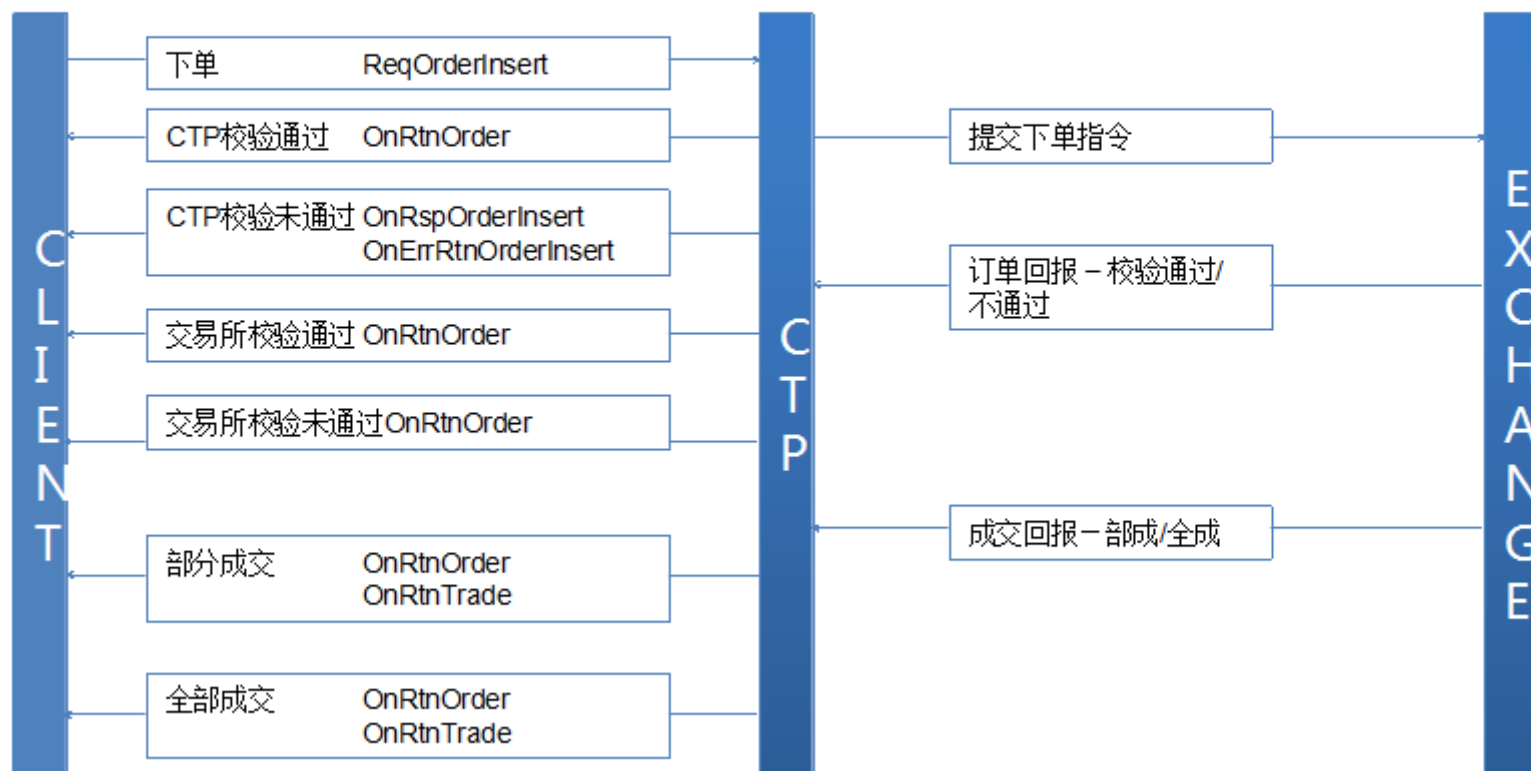 下单 ReqOrderInsert
CTP校验通过 OnRtnOrder
CTP校验未通过 OnRspOrderInsert
OnErrRtnOrderInsert
交易所校验通过 OnRtnOrder
交易所校验未通过OnRtnOrder
部分成交 OnRtnOrder
OnRtnTrade
全部成交 OnRtnOrder
OnRtnTrade
提交下单指令
订单回报－校验通过/
不通过
成交回报－部成/全成
CLIENT
CTP
EXCHANGE